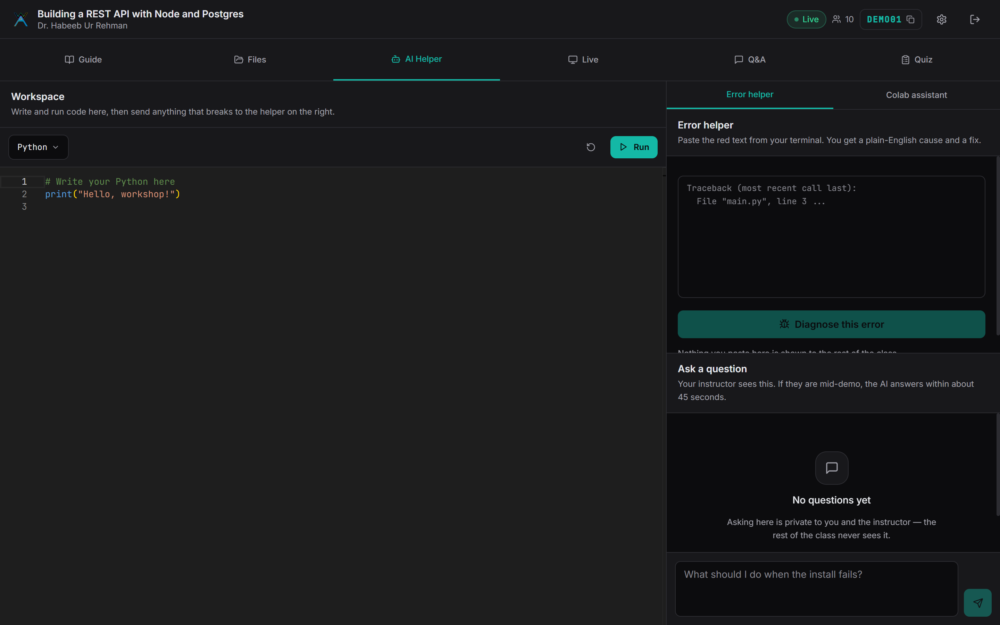 Building a REST API with Node and Postgres
Dr. Habeeb Ur Rehman
Live
10
DEMO01
Guide
Files
AI Helper
Live
Q&A
Quiz
Workspace
Write and run code here, then send anything that breaks to the helper on the right.
Python
Run
1 # Write your Python here
2 print("Hello, workshop!")
3
Error helper
Colab assistant
Error helper
Paste the red text from your terminal. You get a plain-English cause and a fix.
Traceback (most recent call last):
File "main.py", line 3 ...
Diagnose this error
Nothing you paste here is shown to the rest of the class
Ask a question
Your instructor sees this. If they are mid-demo, the AI answers within about
45 seconds.
No questions yet
Asking here is private to you and the instructor — the
rest of the class never sees it.
What should I do when the install fails?